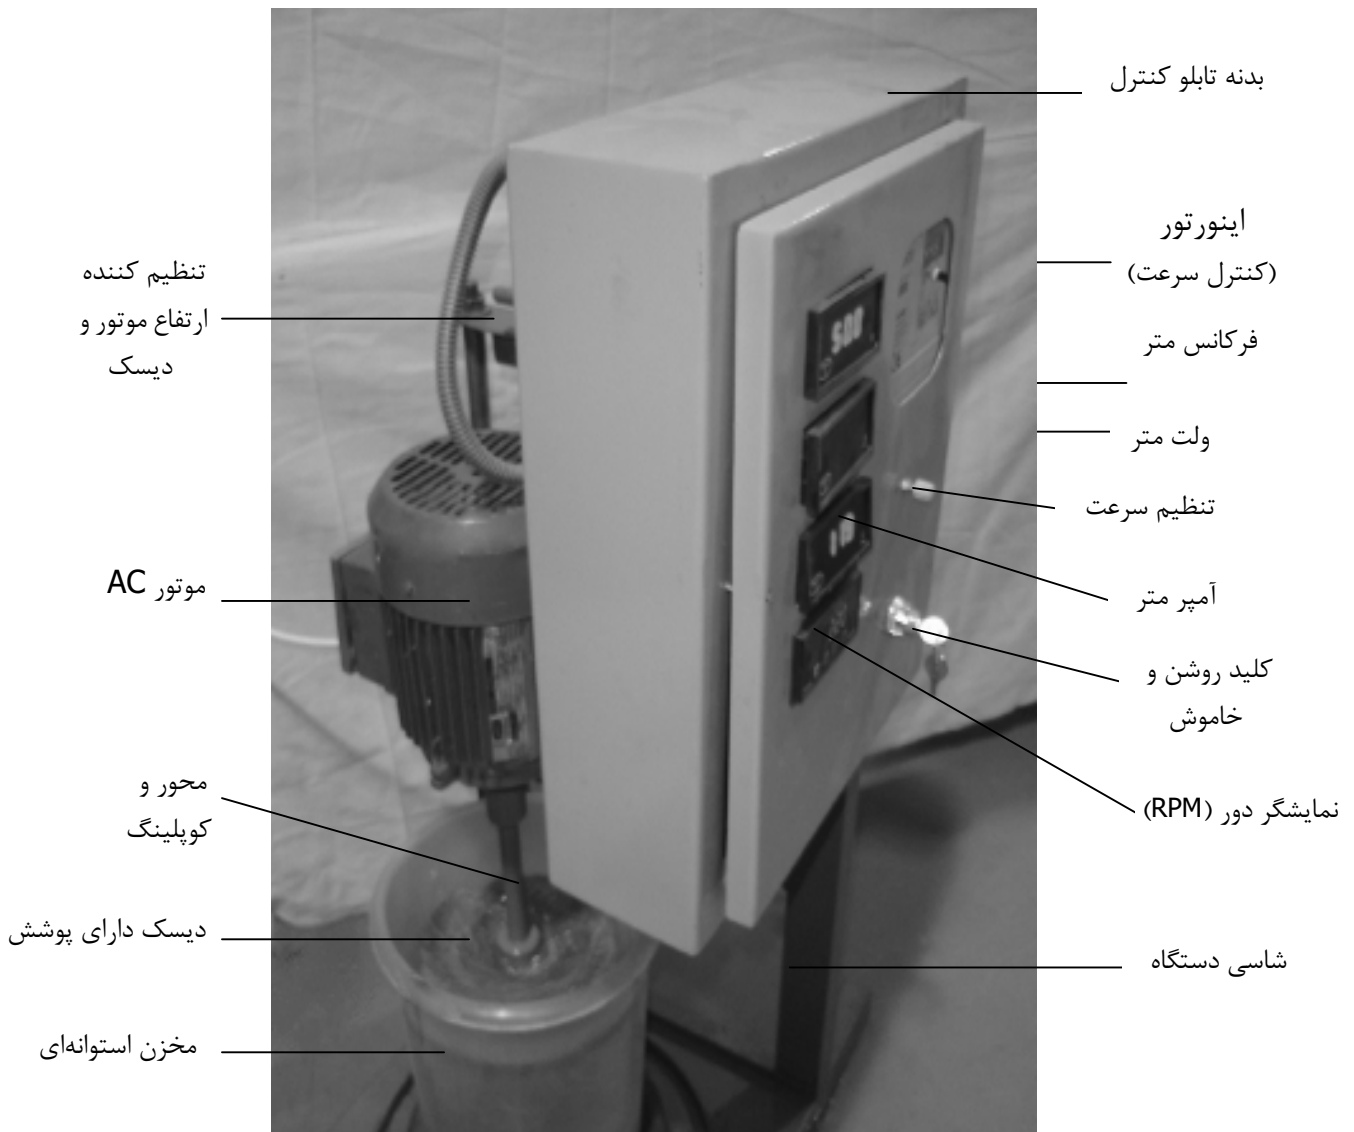 بدنه تابلو کنترل
اینورتور
(کنترل سرعت)
فرکانس متر
ولت متر
تنظیم سرعت
آمپر متر
کلید روشن و
خاموش
نمایشگر دور (RPM)
شاسی دستگاه
تنظیم کننده
ارتفاع موتور و
دیسک
موتور AC
محور و
کوپلینگ
دیسک دارای پوشش
مخزن استوانه‌ای
500